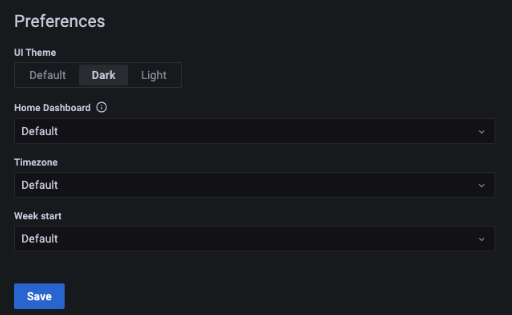 Preferences
UI Theme
Default Dark Light
Home Dashboard
Default
Timezone
Default
Week start
Default
Save